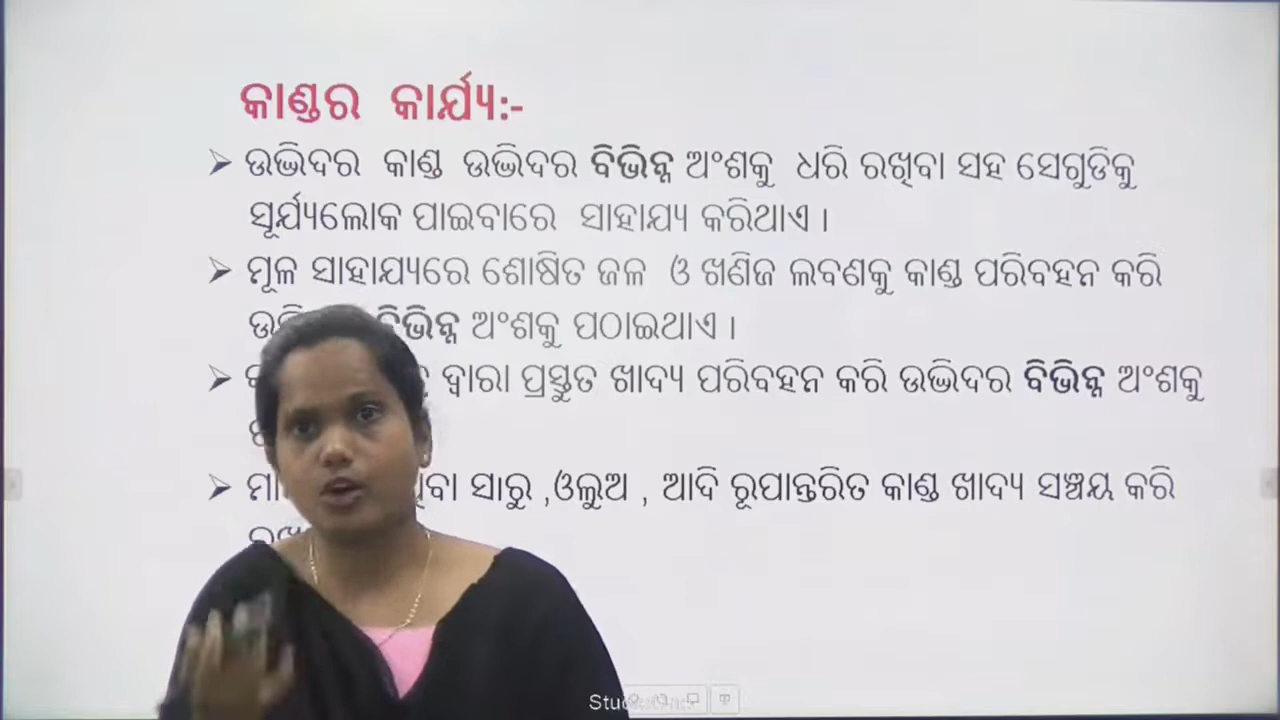 କାଣ୍ଡର କାର୍ଯ୍ୟ:-
➢ ଉଦ୍ଭିଦର କାଣ୍ଡ ଉଦ୍ଭିଦର ବିଭିନ୍ନ ଅଂଶକୁ ଧରି ରଖିବା ସହ ସେଗୁଡିକୁ
ସୂର୍ଯ୍ୟଲୋକ ପାଇବାରେ ସାହାଯ୍ୟ କରିଥାଏ ।
➢ ମୂଳ ସାହାଯ୍ୟରେ ଶୋଷିତ ଜଳ ଓ ଖଣିଜ ଲବଣକୁ କାଣ୍ଡ ପରିବହନ କରି
ବିଭିନ୍ନ ଅଂଶକୁ ପଠାଇଥାଏ ।
➢ ଦ୍ୱାରା ପ୍ରସ୍ତୁତ ଖାଦ୍ୟ ପରିବହନ କରି ଉଦ୍ଭିଦର ବିଭିନ୍ନ ଅଂଶକୁ
➢ ସାରୁ ,ଓଲୁଅ , ଆଦି ରୂପାନ୍ତରିତ କାଣ୍ଡ ଖାଦ୍ୟ ସଞ୍ଚୟ କରି